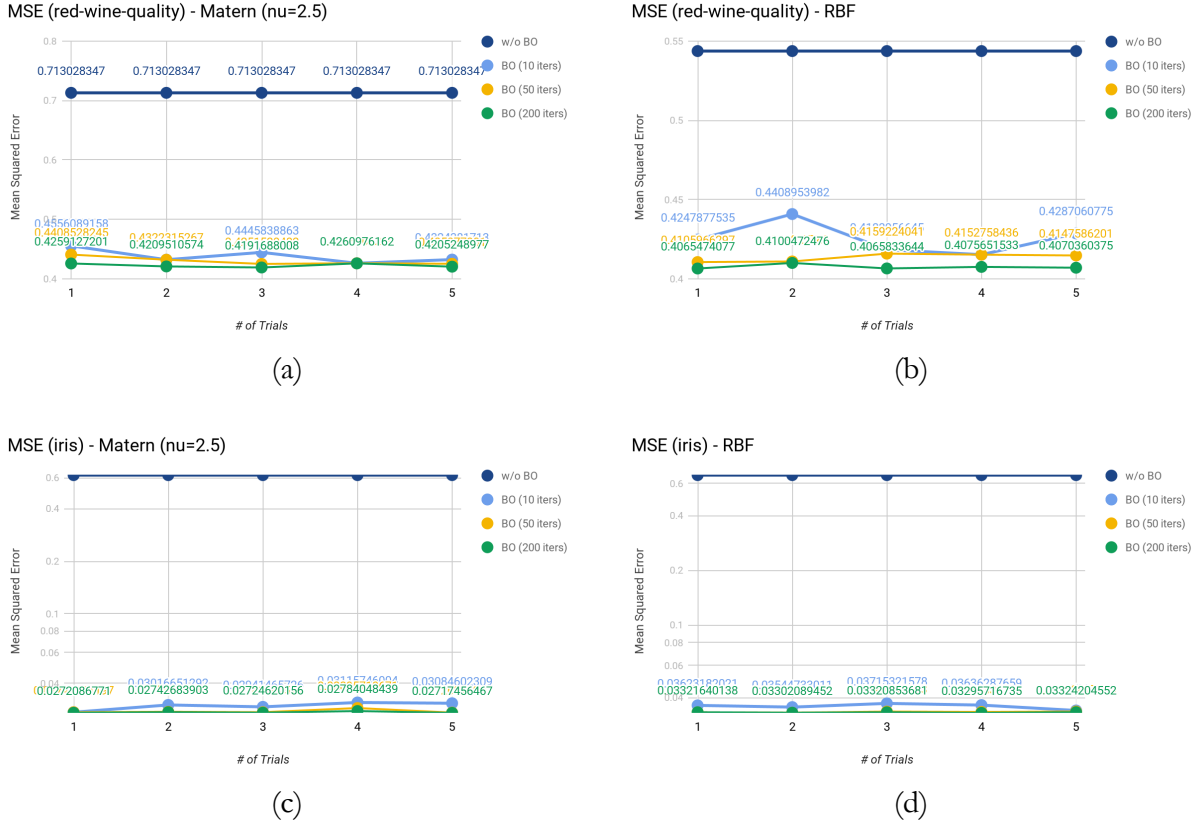 MSE (red-wine-quality) - Matern (nu=2.5)
Mean Squared Error
0.8
0.7
0.6
0.5
0.4
0.713028347 0.713028347 0.713028347 0.713028347 0.713028347
0.4556089158 0.4445838863
0.4408528245 0.4322315267
0.4259127201 0.4209510574 0.4191688008 0.4260976162 0.4205248977
1 2 3 4 5
# of Trials
w/o BO
BO (10 iters)
BO (50 iters)
BO (200 iters)
(a)
MSE (red-wine-quality) - RBF
Mean Squared Error
0.55
0.5
0.45
0.4
0.4247877535 0.4408953982 0.4287060775
0.4159224041 0.4152758436 0.4147586201
0.4065474077 0.4100472476 0.4065833644 0.4075651533 0.4070360375
1 2 3 4 5
# of Trials
w/o BO
BO (10 iters)
BO (50 iters)
BO (200 iters)
(b)
MSE (iris) - Matern (nu=2.5)
Mean Squared Error
0.6
0.4
0.2
0.1
0.08
0.06
0.04
0.03084602309
0.02742683903 0.02724620156 0.02784048439 0.02717456467
1 2 3 4 5
# of Trials
w/o BO
BO (10 iters)
BO (50 iters)
BO (200 iters)
(c)
MSE (iris) - RBF
Mean Squared Error
0.6
0.4
0.2
0.1
0.08
0.06
0.04
0.03715321578 0.03636287659
0.03321640138 0.03302089452 0.03320853681 0.03295716735 0.03324204552
1 2 3 4 5
# of Trials
w/o BO
BO (10 iters)
BO (50 iters)
BO (200 iters)
(d)